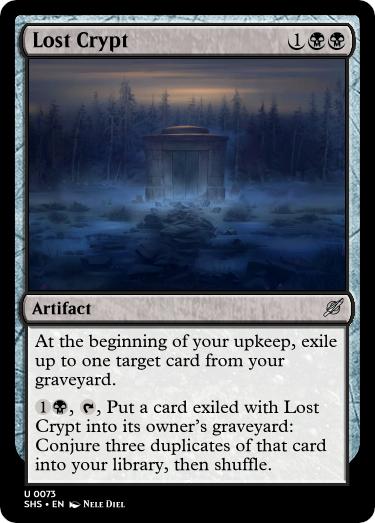 Lost Crypt 1
Artifact
At the beginning of your upkeep, exile
up to one target card from your
graveyard.
1, , Put a card exiled with Lost
Crypt into its owner's graveyard:
Conjure three duplicates of that card
into your library, then shuffle.
U 0073
SHS • EN NELE DIEL